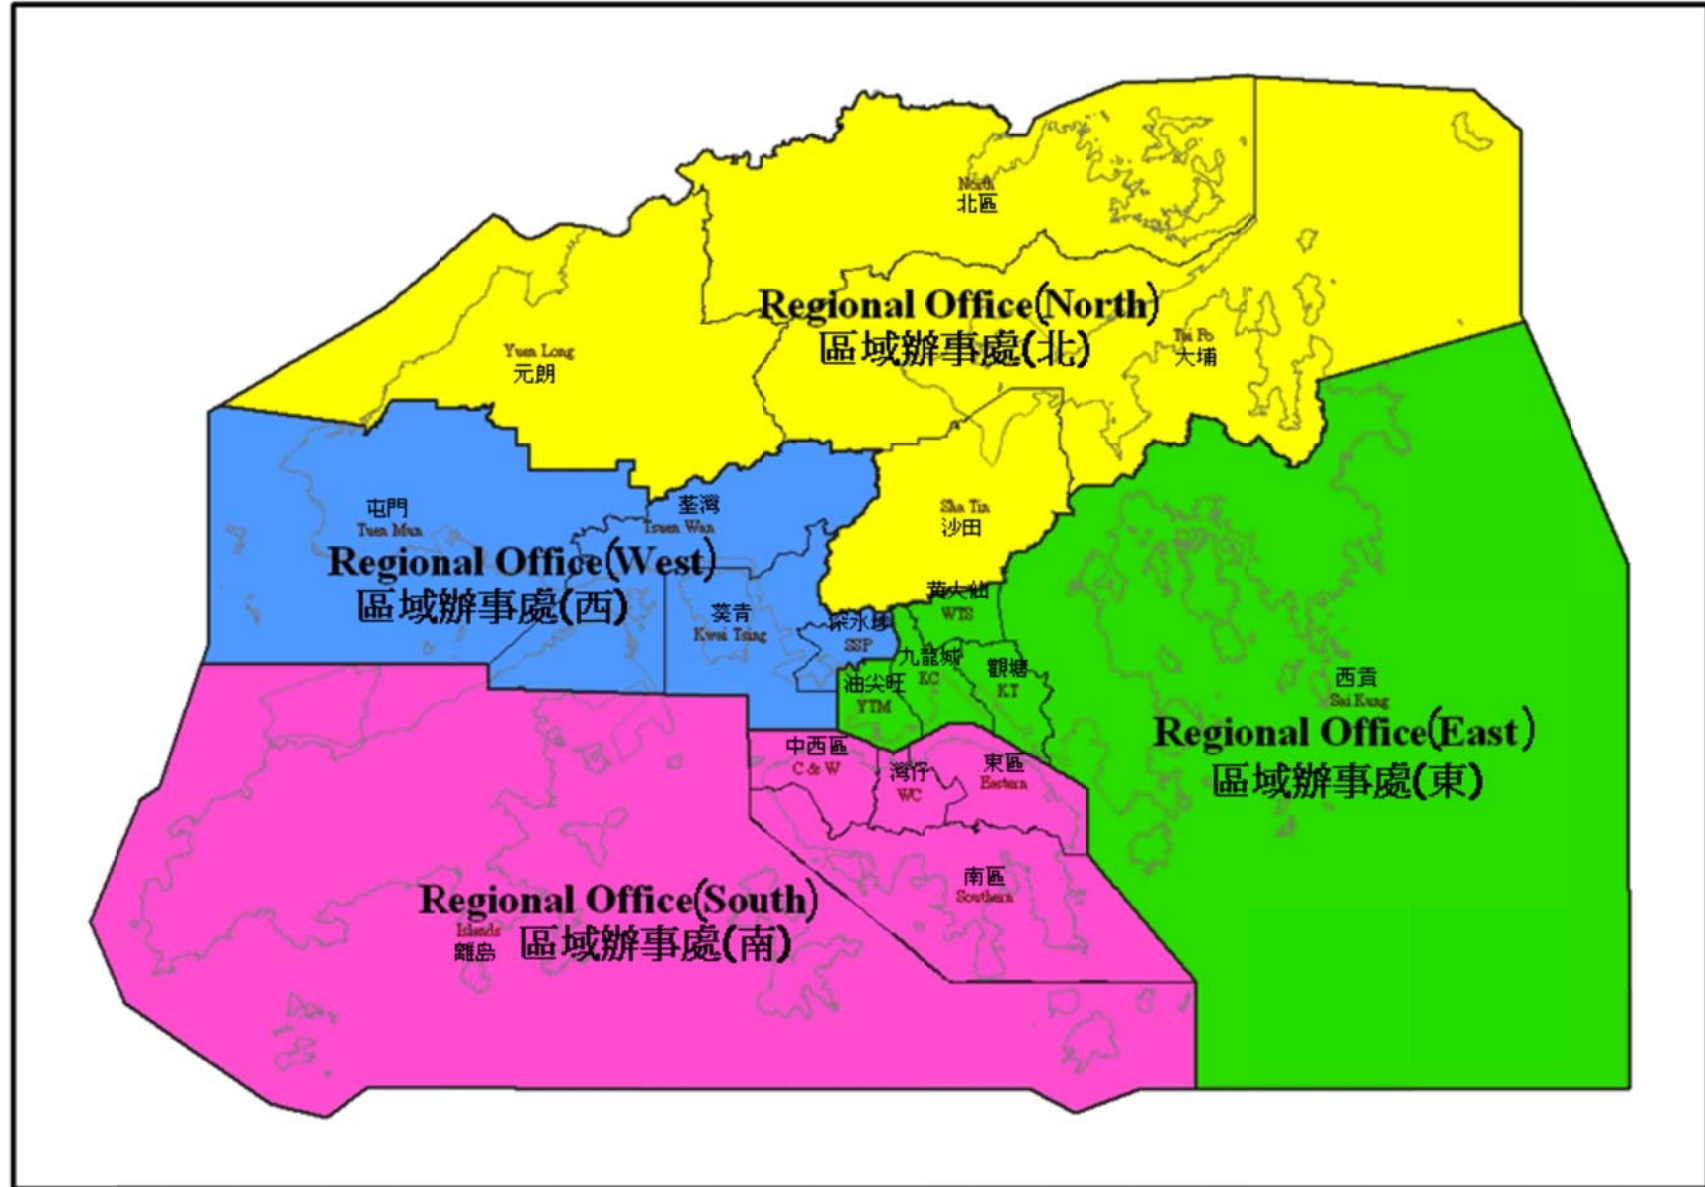 North
北區
Regional Office(North)
區域辦事處(北)
Tai Po
大埔
Yuen Long
元朗
Sha Tin
沙田
屯門
Tuen Mun
荃灣
Tsuen Wan
Regional Office(West)
區域辦事處(西)
葵青
Kwai Tsing
深水埗
SSP
黃大仙
WTS
九龍城
KC
觀塘
KT
油尖旺
YTM
西貢
Sai Kung
Regional Office(East)
區域辦事處(東)
中西區
C & W
灣仔
WC
東區
Eastern
南區
Southern
Regional Office(South)
區域辦事處(南)
Islands
離島